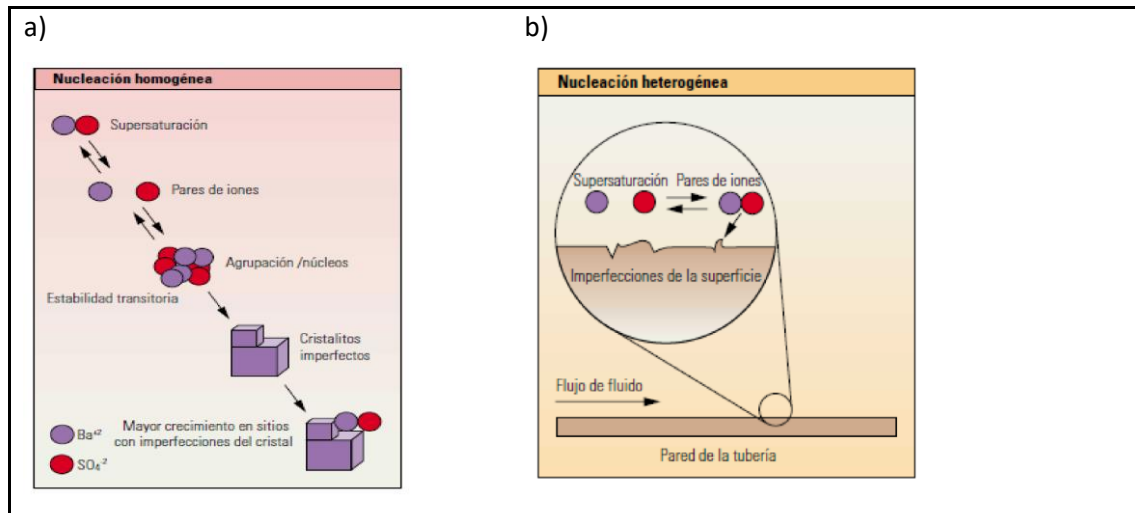 a)
Nucleación homogénea
Supersaturación
Pares de iones
Agrupación /núcleos
Estabilidad transitoria
Cristalitos
imperfectos
Mayor crecimiento en sitios
con imperfecciones del cristal
Ba⁺²
SO₄⁻²
b)
Nucleación heterogénea
Supersaturación Pares de iones
Imperfecciones de la superficie
Flujo de fluido
Pared de la tubería